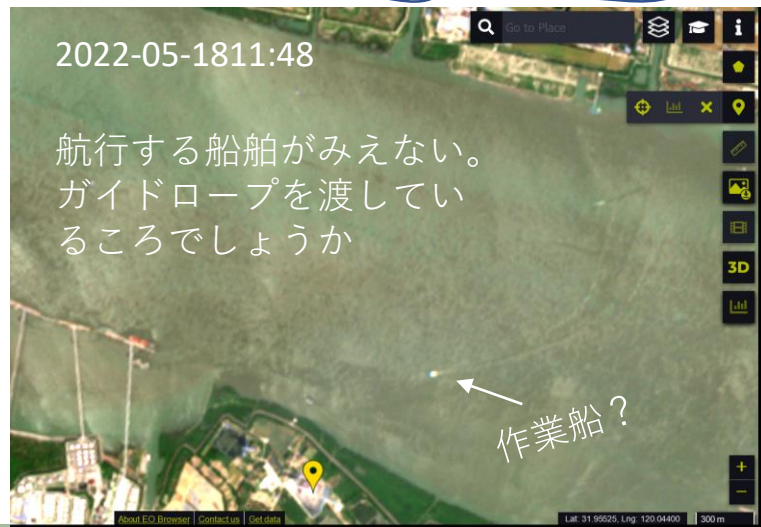 Go to Place
2022-05-1811:48
航行する船舶がみえない。
ガイドロープを渡してい
るころでしょうか
3D
作業船？
About EO Browser
Contact us
Get data
Lat: 31.95525, Lng: 120.04400
300 m